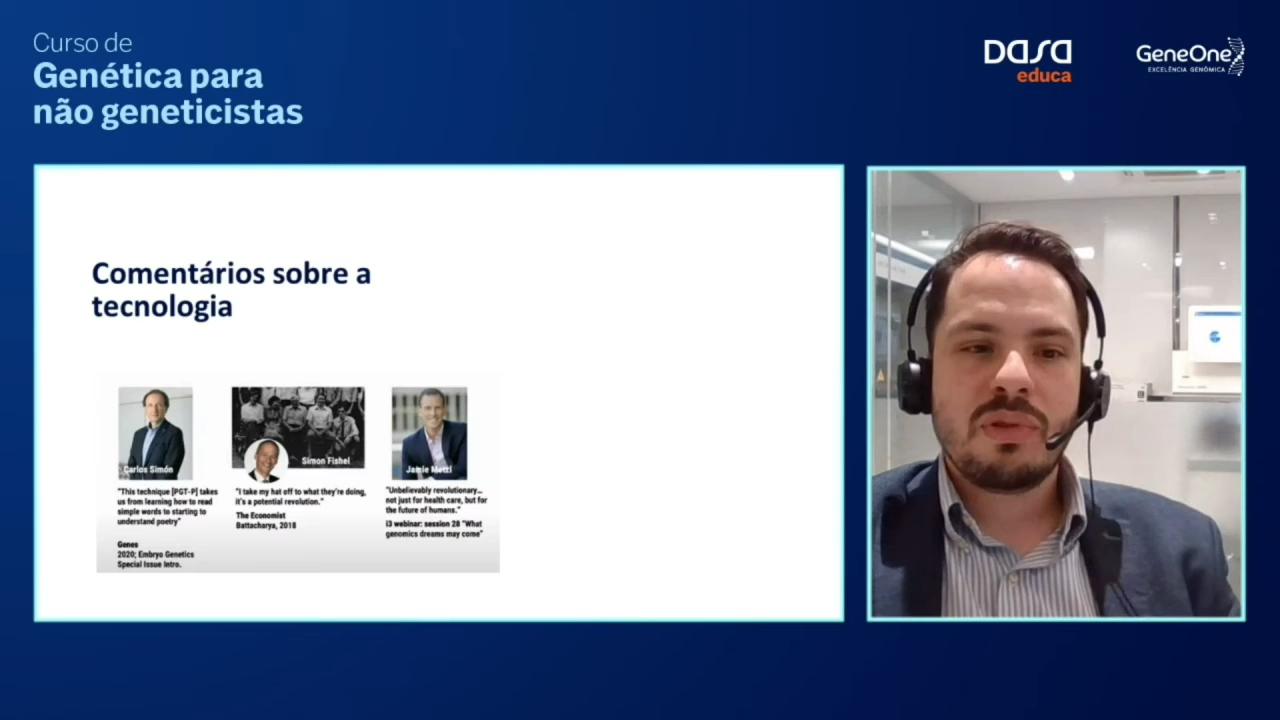 Curso de
Genética para
não geneticistas
Dasa
educa
GeneOne
EXCELÊNCIA GENÔMICA
Comentários sobre a
tecnologia
Carlos Simón
"This technique [PGT-P] takes
us from learning how to read
simple words to starting to
understand poetry"
Genes
2020; Embryo Genetics
Special Issue Intro.
Simon Fishel
"I take my hat off to what they're doing,
it's a potential revolution."
The Economist
Battacharya, 2018
Jamie Metzl
"Unbelievably revolutionary...
not just for health care, but for
the future of humans."
i3 webinar: session 28 "What
genomics dreams may come"